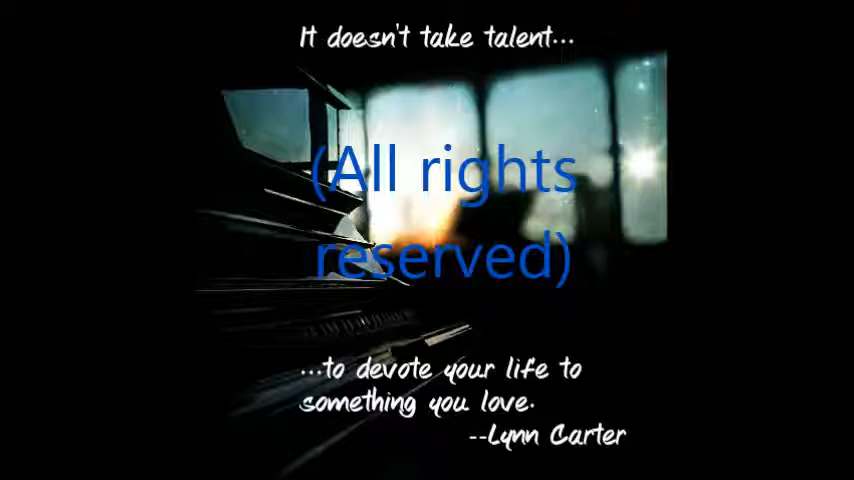 It doesn't take talent...
(All rights
reserved)
...to devote your life to
something you love.
--Lynn Carter